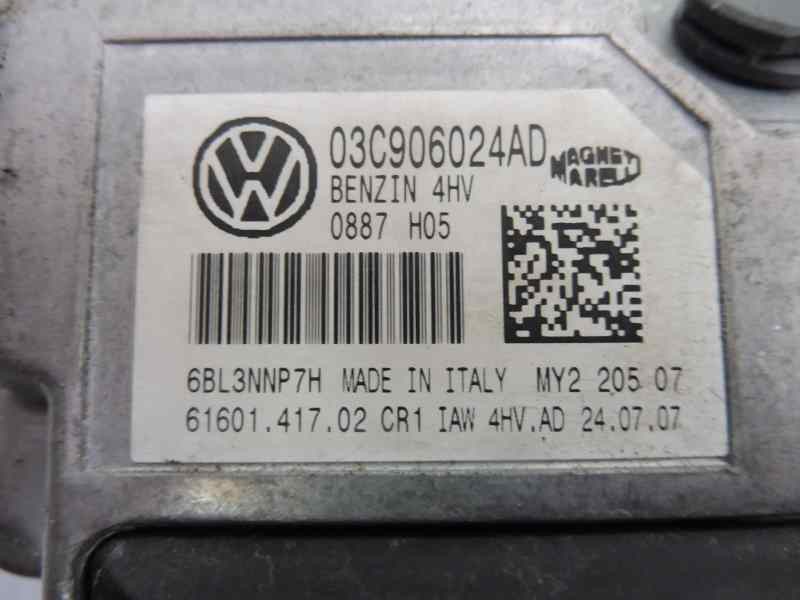 03C906024AD
MAGNETI
MARELLI
BENZIN 4HV
0887 H05
6BL3NNP7H MADE IN ITALY MY2 205 07
61601.417.02 CR1 IAW 4HV.AD 24.07.07